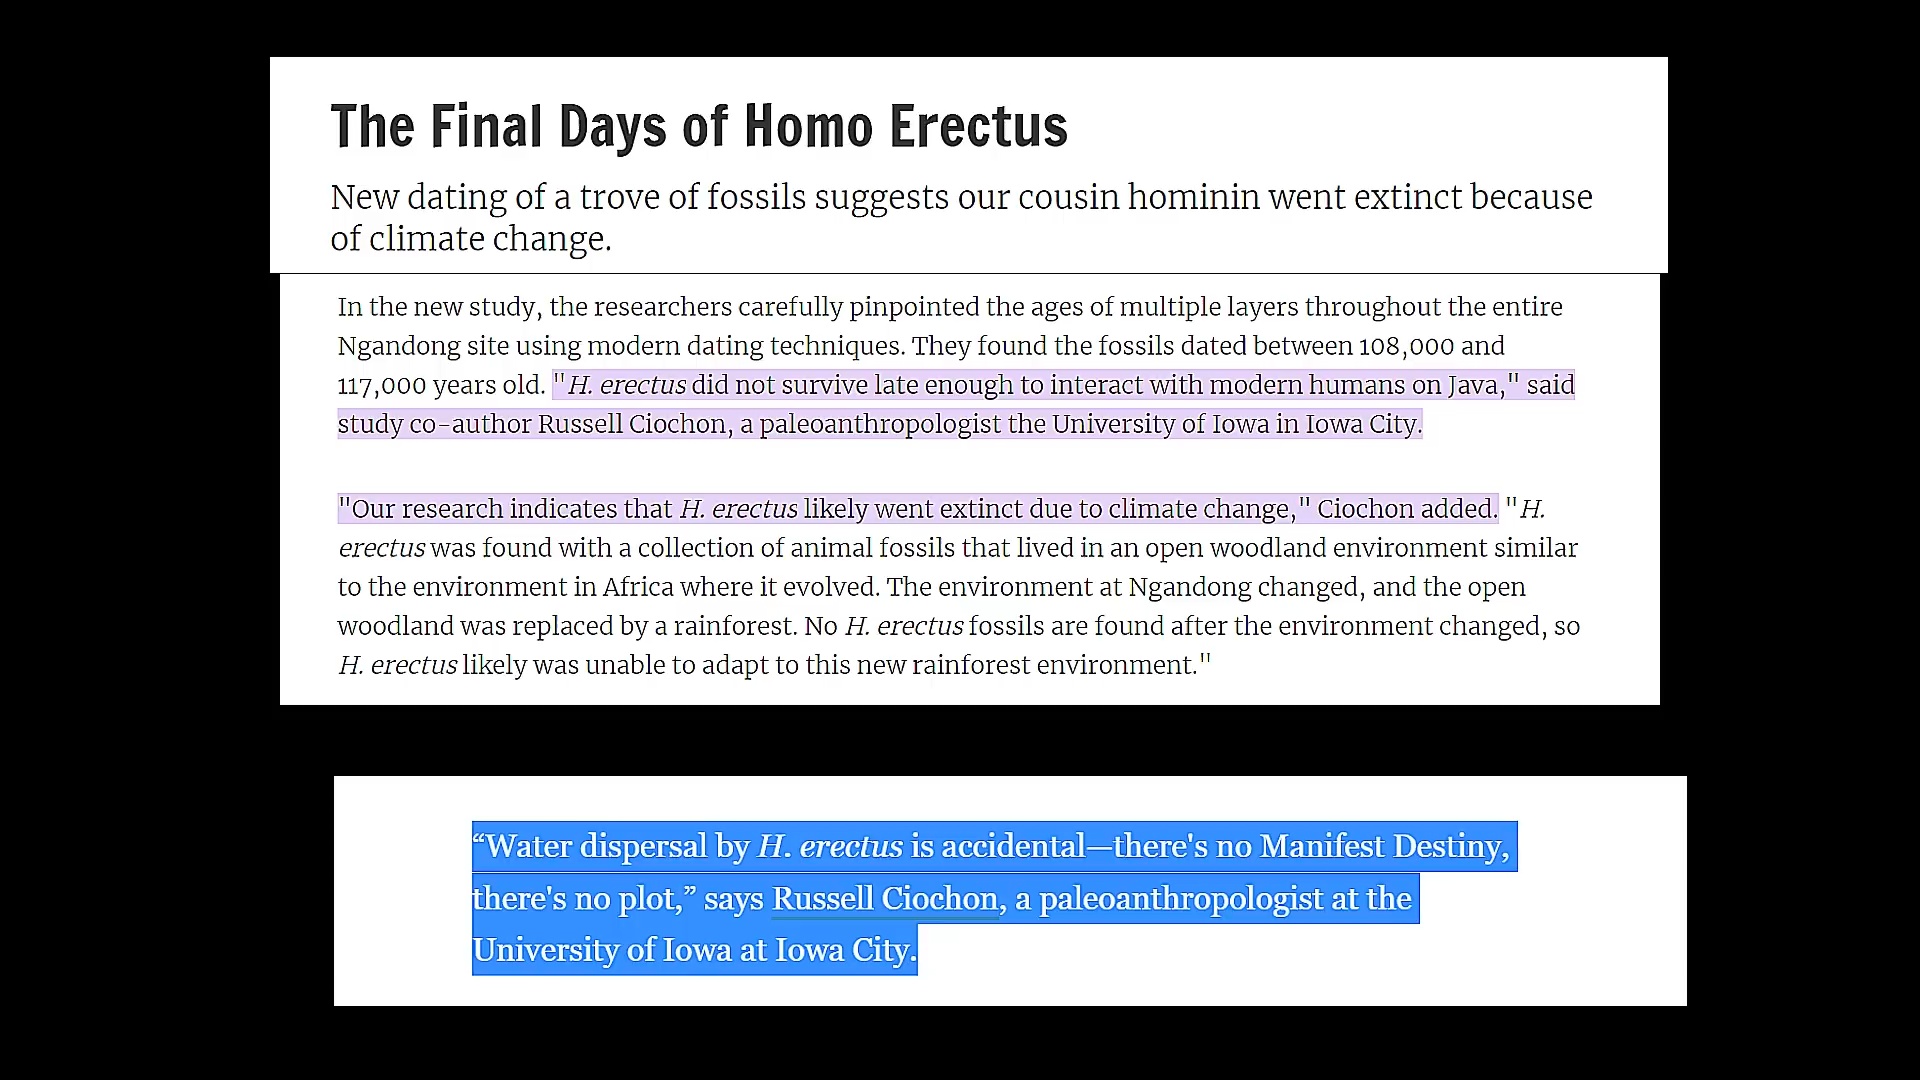 The Final Days of Homo Erectus
New dating of a trove of fossils suggests our cousin hominin went extinct because
of climate change.
In the new study, the researchers carefully pinpointed the ages of multiple layers throughout the entire
Ngandong site using modern dating techniques. They found the fossils dated between 108,000 and
117,000 years old. "H. erectus did not survive late enough to interact with modern humans on Java," said
study co-author Russell Ciochon, a paleoanthropologist the University of Iowa in Iowa City.
"Our research indicates that H. erectus likely went extinct due to climate change," Ciochon added. "H.
erectus was found with a collection of animal fossils that lived in an open woodland environment similar
to the environment in Africa where it evolved. The environment at Ngandong changed, and the open
woodland was replaced by a rainforest. No H. erectus fossils are found after the environment changed, so
H. erectus likely was unable to adapt to this new rainforest environment."
“Water dispersal by H. erectus is accidental—there's no Manifest Destiny,
there's no plot,” says Russell Ciochon, a paleoanthropologist at the
University of Iowa at Iowa City.